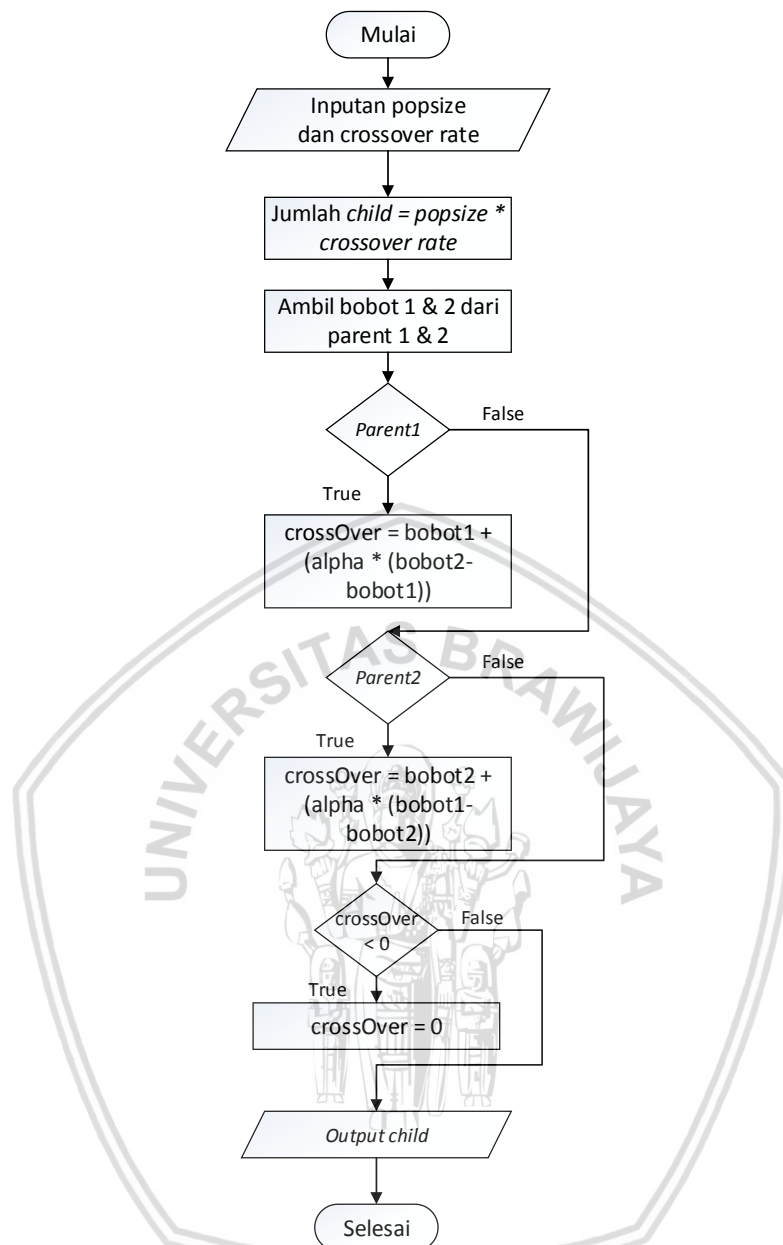 Mulai
Inputan popsize
dan crossover rate
Jumlah child = popsize *
crossover rate
Ambil bobot 1 & 2 dari
parent 1 & 2
Parent1
False
True
crossOver = bobot1 +
(alpha * (bobot2-
bobot1))
Parent2
False
True
crossOver = bobot2 +
(alpha * (bobot1-
bobot2))
crossOver
< 0
False
True
crossOver = 0
Output child
Selesai
UNIVERSITAS BRAWIJAYA